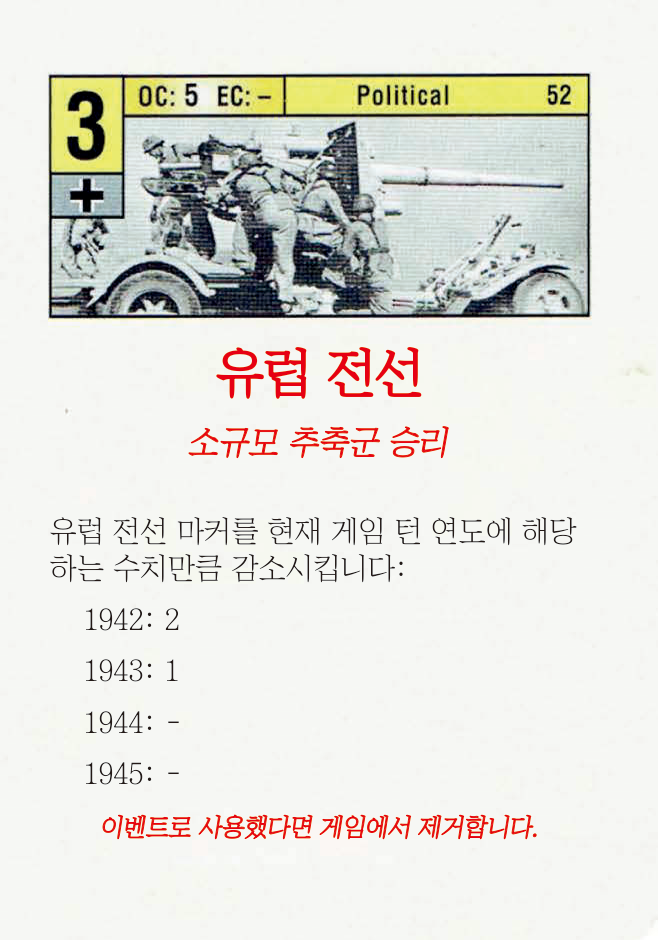 3 OC: 5 EC: – Political 52
+
유럽 전선
소규모 추축군 승리
유럽 전선 마커를 현재 게임 턴 연도에 해당
하는 수치만큼 감소시킵니다:
1942: 2
1943: 1
1944: -
1945: -
이벤트로 사용했다면 게임에서 제거합니다.